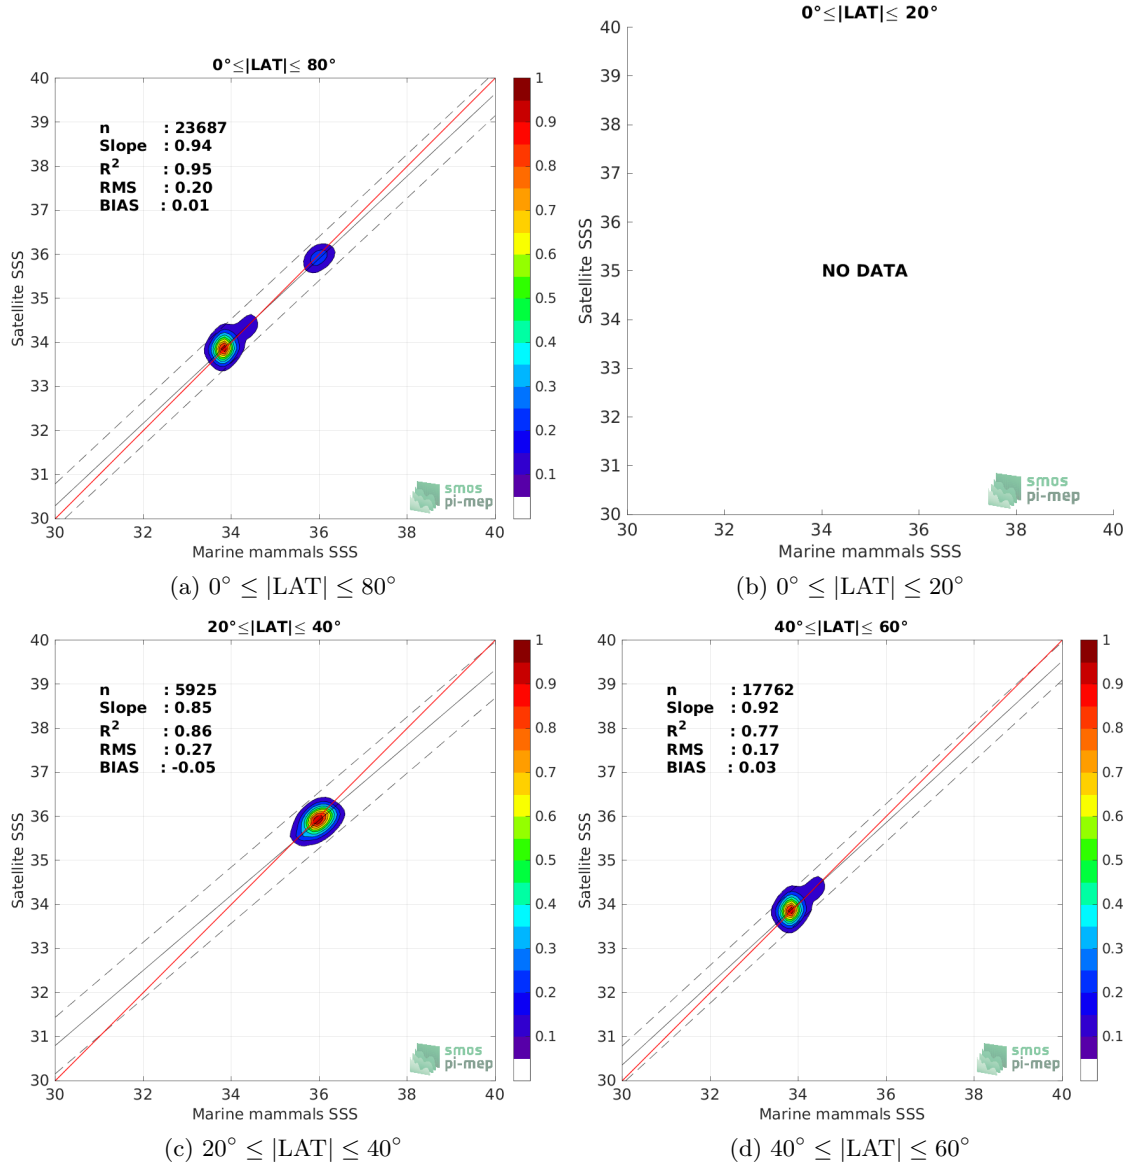 0°≤|LAT|≤ 80°
40
39
38
37
36
35
34
33
32
31
30
30
32
34
36
38
40
Satellite SSS
Marine mammals SSS
n : 23687
Slope : 0.94
R2 : 0.95
RMS : 0.20
BIAS : 0.01
1
0.9
0.8
0.7
0.6
0.5
0.4
0.3
0.2
0.1
smos
pi-mep
(a) 0° ≤ |LAT| ≤ 80°
0°≤|LAT|≤ 20°
40
39
38
37
36
35
34
33
32
31
30
30
32
34
36
38
40
Satellite SSS
Marine mammals SSS
NO DATA
smos
pi-mep
(b) 0° ≤ |LAT| ≤ 20°
20°≤|LAT|≤ 40°
40
39
38
37
36
35
34
33
32
31
30
30
32
34
36
38
40
Satellite SSS
Marine mammals SSS
n : 5925
Slope : 0.85
R2 : 0.86
RMS : 0.27
BIAS : -0.05
1
0.9
0.8
0.7
0.6
0.5
0.4
0.3
0.2
0.1
smos
pi-mep
(c) 20° ≤ |LAT| ≤ 40°
40°≤|LAT|≤ 60°
40
39
38
37
36
35
34
33
32
31
30
30
32
34
36
38
40
Satellite SSS
Marine mammals SSS
n : 17762
Slope : 0.92
R2 : 0.77
RMS : 0.17
BIAS : 0.03
1
0.9
0.8
0.7
0.6
0.5
0.4
0.3
0.2
0.1
smos
pi-mep
(d) 40° ≤ |LAT| ≤ 60°